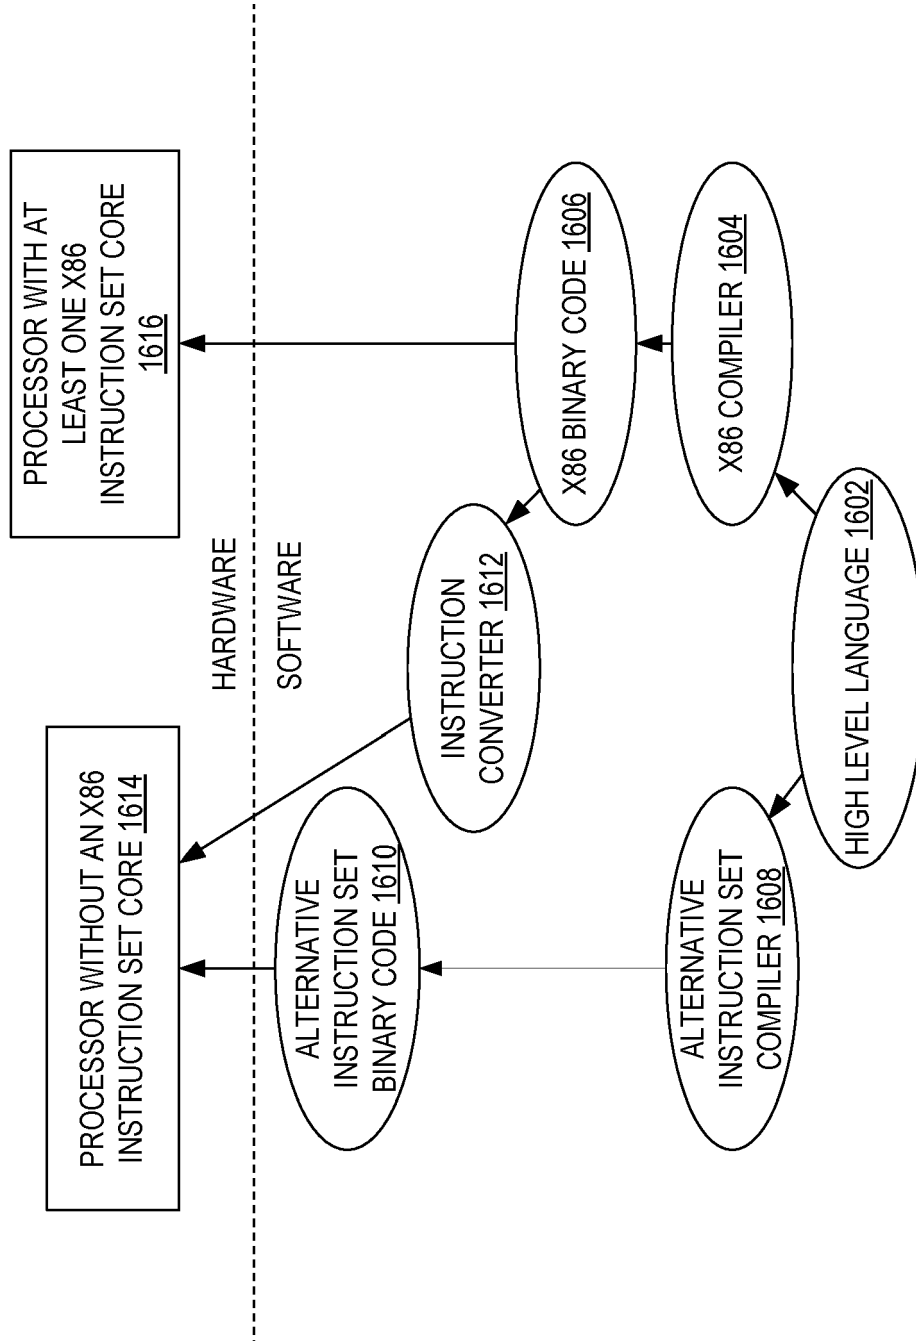 PROCESSOR WITHOUT AN X86
INSTRUCTION SET CORE 1614
PROCESSOR WITH AT
LEAST ONE X86
INSTRUCTION SET CORE
1616
HARDWARE
SOFTWARE
ALTERNATIVE
INSTRUCTION SET
BINARY CODE 1610
INSTRUCTION
CONVERTER 1612
X86 BINARY CODE 1606
ALTERNATIVE
INSTRUCTION SET
COMPILER 1608
X86 COMPILER 1604
HIGH LEVEL LANGUAGE 1602